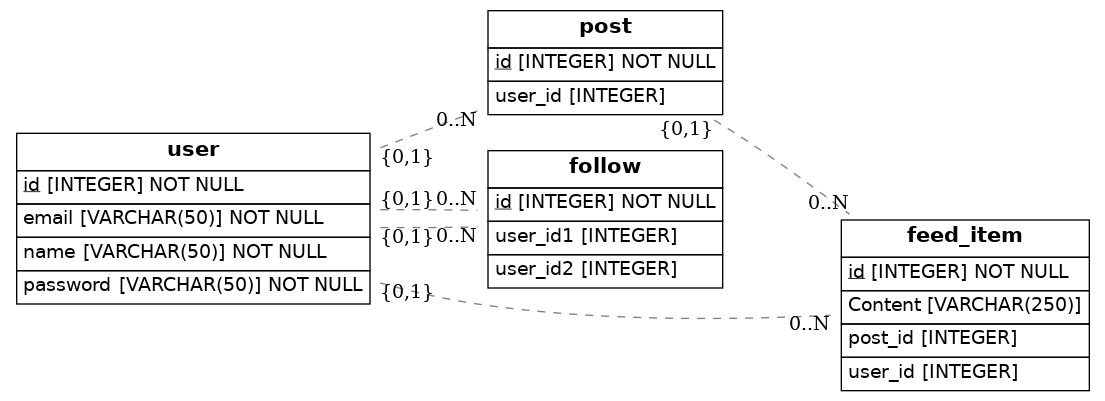 post
id [INTEGER] NOT NULL
user_id [INTEGER]
{0,1}
0..N
user
id [INTEGER] NOT NULL
email [VARCHAR(50)] NOT NULL
name [VARCHAR(50)] NOT NULL
password [VARCHAR(50)] NOT NULL
0..N
{0,1}
{0,1} 0..N
{0,1} 0..N
{0,1}
0..N
follow
id [INTEGER] NOT NULL
user_id1 [INTEGER]
user_id2 [INTEGER]
feed_item
id [INTEGER] NOT NULL
Content [VARCHAR(250)]
post_id [INTEGER]
user_id [INTEGER]